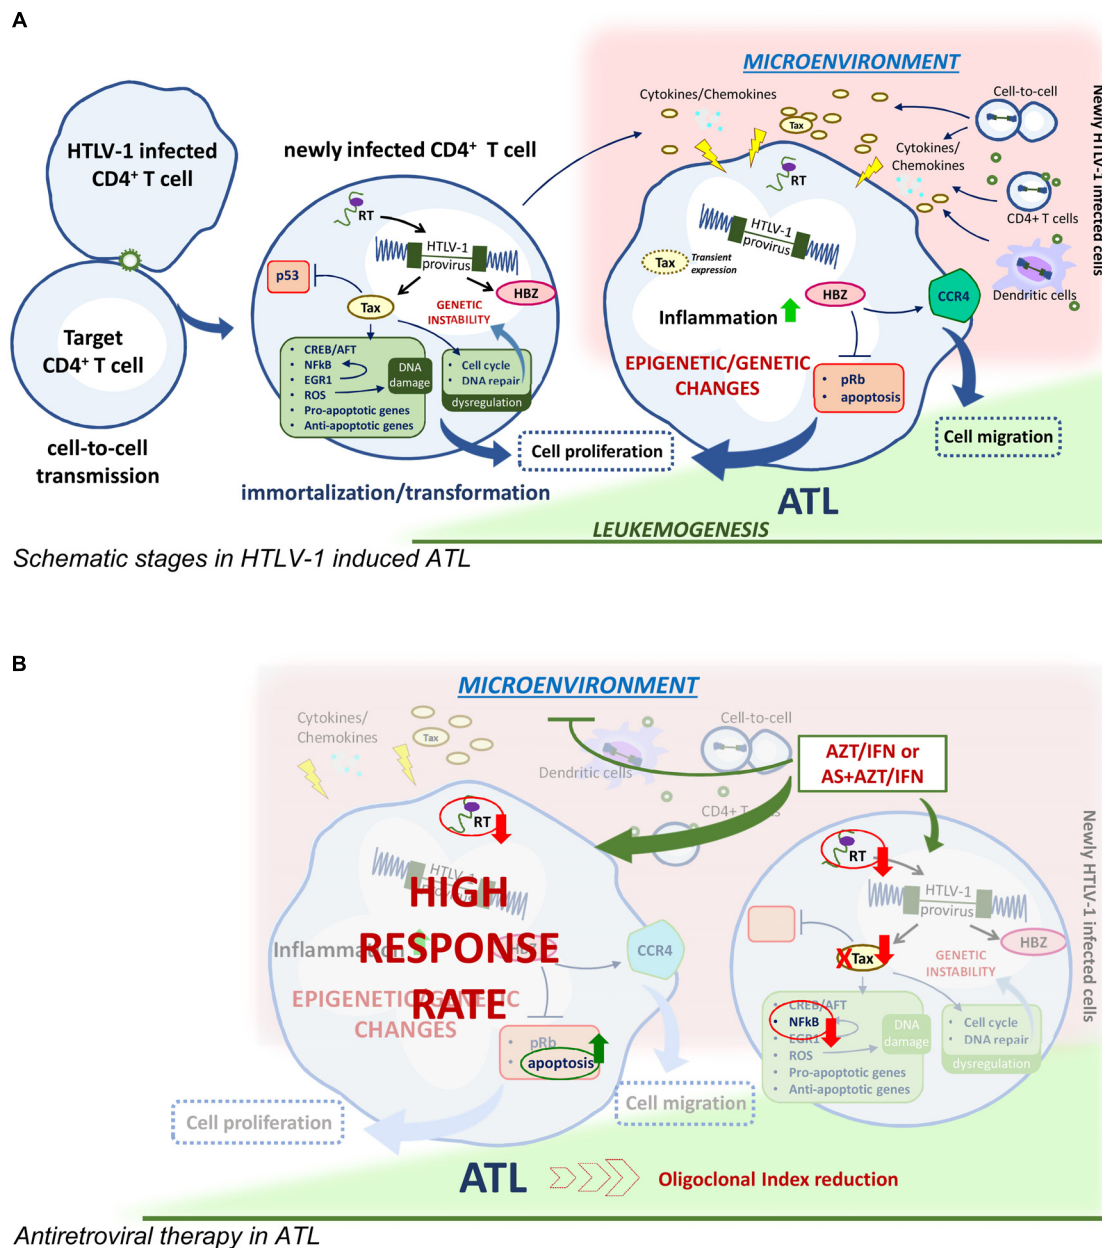 A
MICROENVIRONMENT
Cytokines/Chemokines
Cell-to-cell
Newly HTLV-1 infected cells
HTLV-1 infected
CD4+ T cell
newly infected CD4+ T cell
Tax
Cytokines/
Chemokines
RT
RT
CD4+ T cells
HTLV-1
provirus
HTLV-1
provirus
p53
Tax
Transient
expression
Dendritic cells
HBZ
HBZ
CCR4
Tax
GENETIC
INSTABILITY
Inflammation
Target
CD4+ T cell
• CREB/AFT
• NFkB
• EGR1
• ROS
• Pro-apoptotic genes
• Anti-apoptotic genes
DNA
damage
• Cell cycle
• DNA repair
dysregulation
EPIGENETIC/GENETIC
CHANGES
• pRb
• apoptosis
cell-to-cell
transmission
Cell proliferation
Cell migration
immortalization/transformation
ATL
LEUKEMOGENESIS
Schematic stages in HTLV-1 induced ATL
B
MICROENVIRONMENT
Cytokines/
Chemokines
Tax
Cell-to-cell
Dendritic cells
AZT/IFN or
AS+AZT/IFN
CD4+ T cells
Newly HTLV-1 infected cells
RT
RT
HTLV-1
provirus
HTLV-1
provirus
HIGH
RESPONSE
RATE
Inflammation
HBZ
CCR4
X Tax
HBZ
GENETIC
INSTABILITY
EPIGENETIC/GENETIC
CHANGES
• CREB/AFT
• NFkB
• EGR1
• ROS
• Pro-apoptotic genes
• Anti-apoptotic genes
DNA
damage
• Cell cycle
• DNA repair
dysregulation
• pRb
• apoptosis
Cell proliferation
Cell migration
ATL
Oligoclonal Index reduction
Antiretroviral therapy in ATL